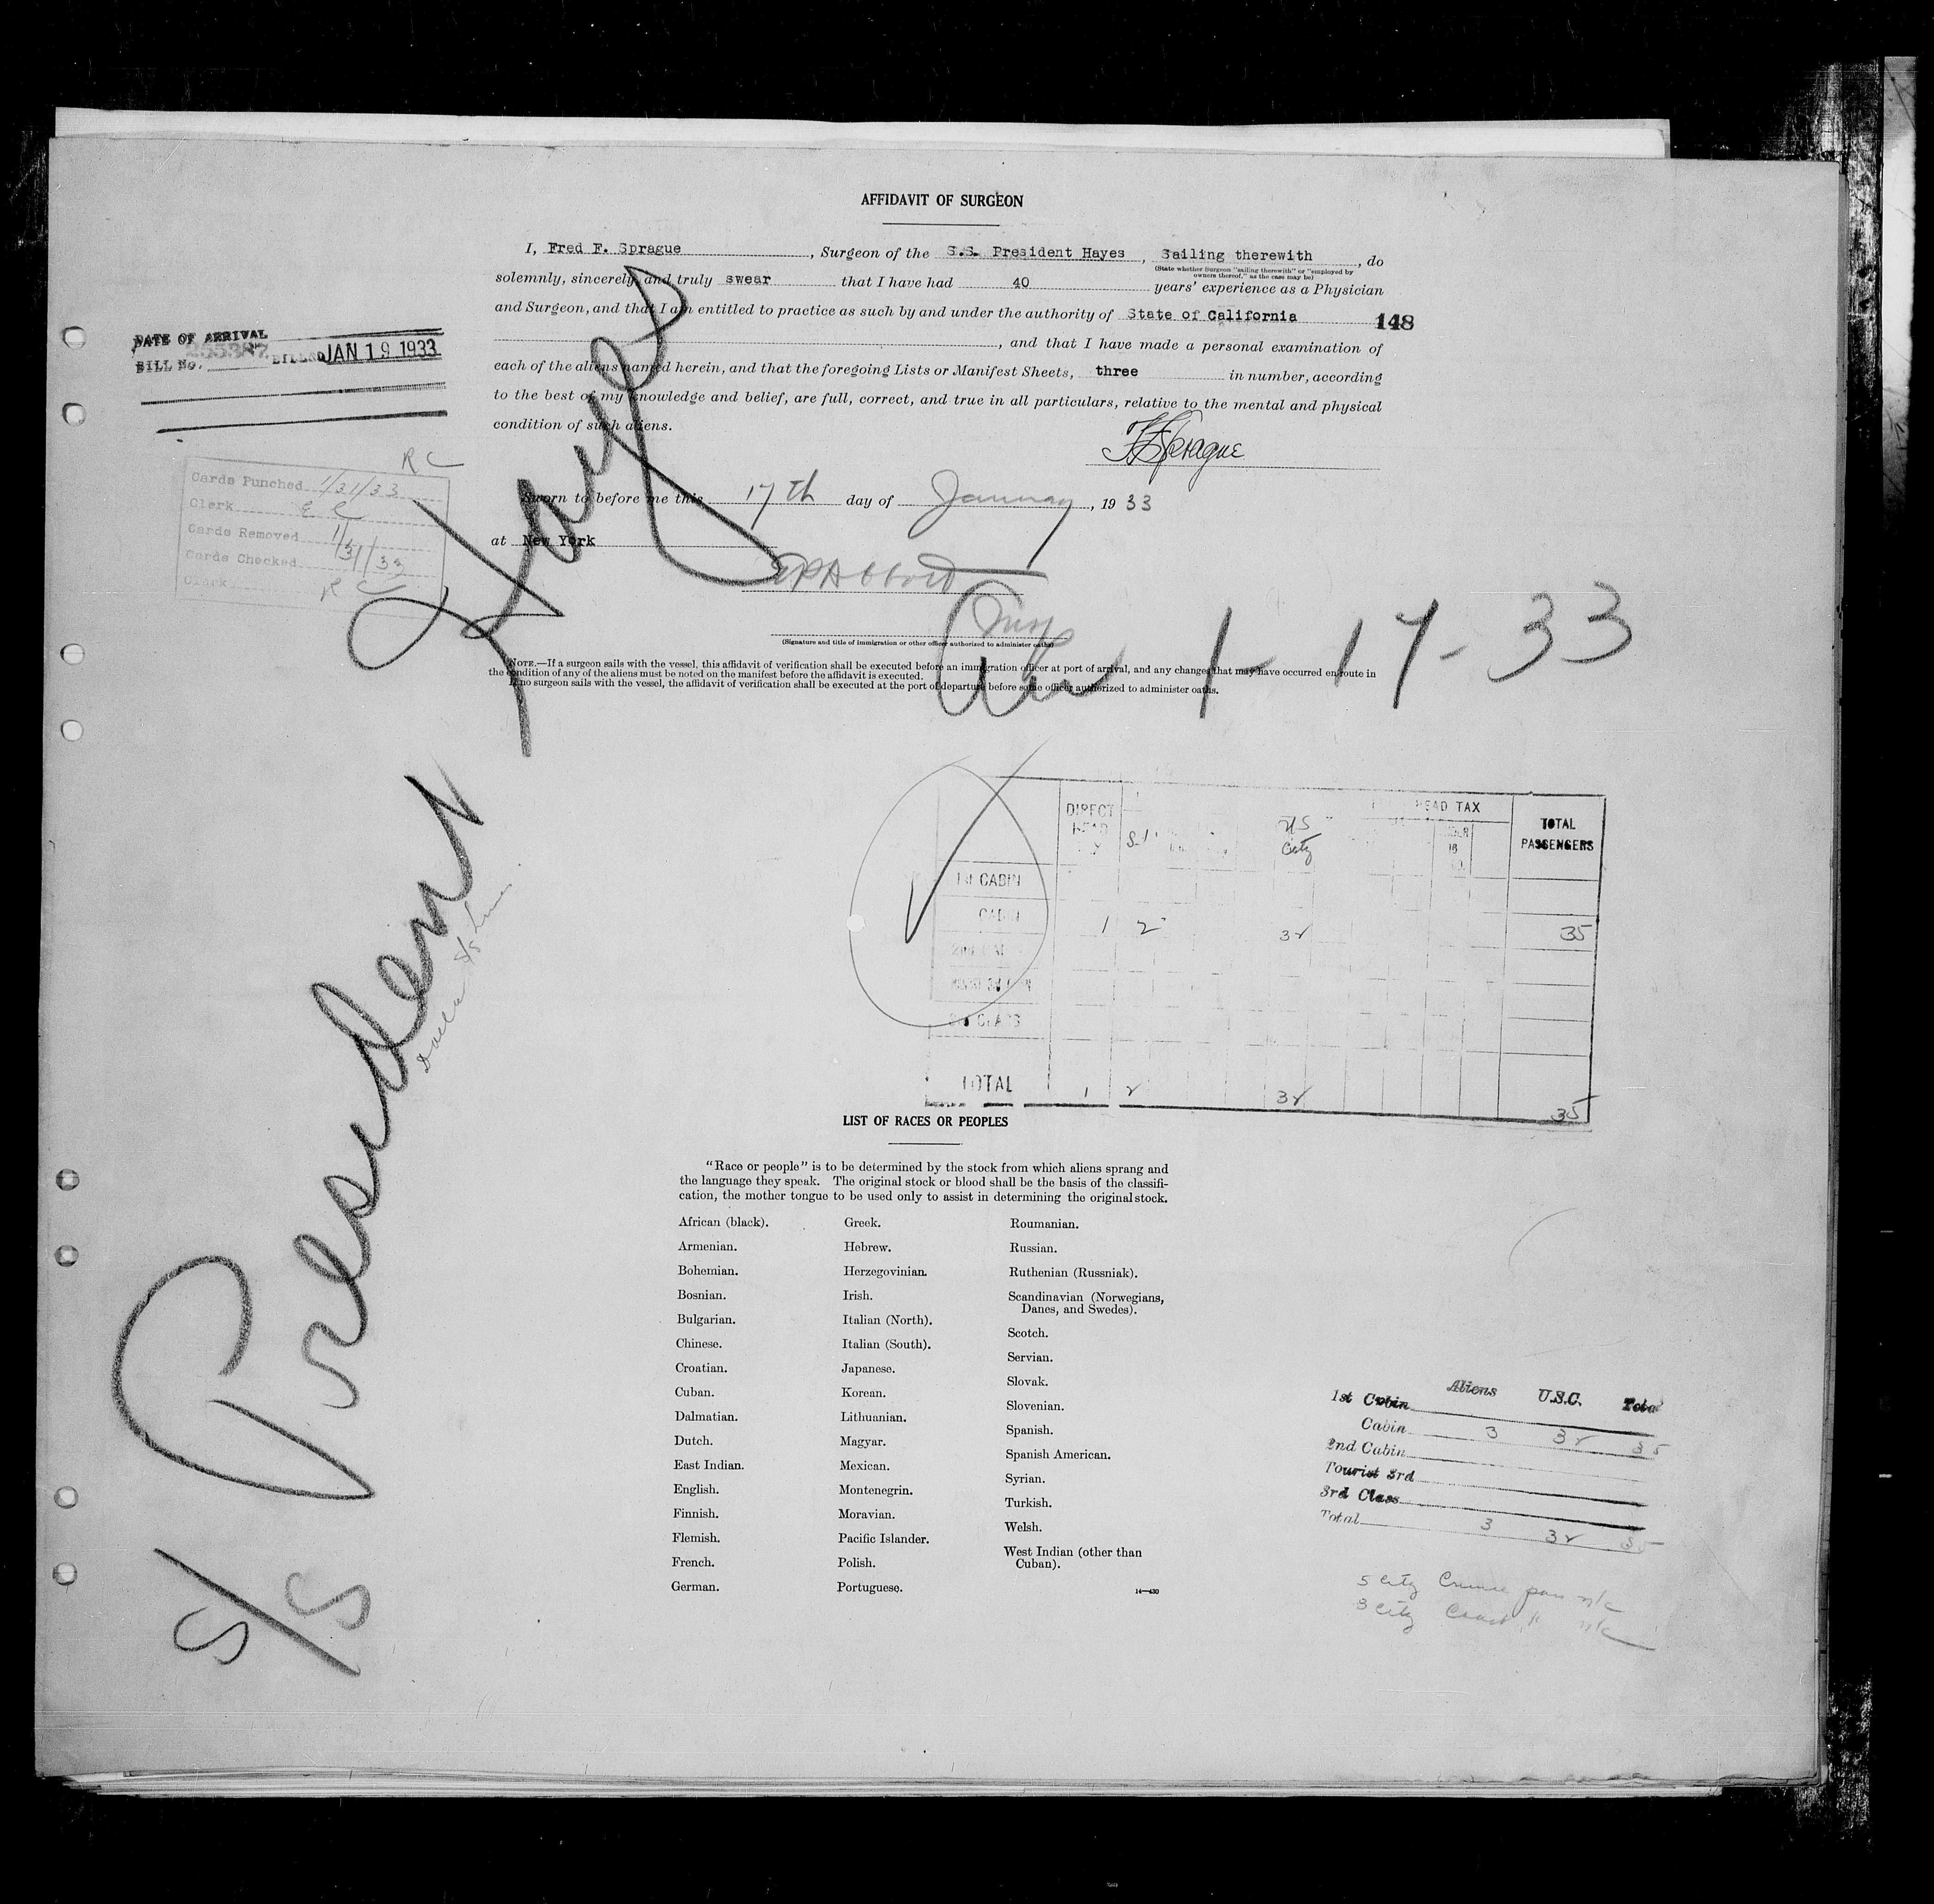 AFFIDAVIT OF SURGEON
I, Fred F. Sprague, Surgeon of the S.S. President Hayes, Sailing therewith, do
(State whether Surgeon "sailing therewith" or "employed by owners thereof," as the case may be)
solemnly, sincerely, and truly swear that I have had 40 years' experience as a Physician
and Surgeon, and that I am entitled to practice as such by and under the authority of State of California
148
, and that I have made a personal examination of
each of the aliens named herein, and that the foregoing Lists or Manifest Sheets, three in number, according
to the best of my knowledge and belief, are full, correct, and true in all particulars, relative to the mental and physical
condition of such aliens.
F F Sprague
Sworn to before me this 17th day of January, 1933
at New York
Insp
(Signature and title of immigration or other officer authorized to administer oaths)
NOTE.—If a surgeon sails with the vessel, this affidavit of verification shall be executed before an immigration officer at port of arrival, and any changes that may have occurred en route in
the condition of any of the aliens must be noted on the manifest before the affidavit is executed.
If no surgeon sails with the vessel, the affidavit of verification shall be executed at the port of departure before some officer authorized to administer oaths.
DATE OF ARRIVAL
BILL No. BILLED JAN 19 1933
R C
Cards Punched 1/31/33
Clerk E C
Cards Removed
Cards Checked 1/31/33
Clerk R C
S/S President Hayes
Arr 1-17-33
DIRECT HEAD HEAD TAX TOTAL PASSENGERS
US
City
1st CABIN
CABIN 1 2 32 35
3rd CLASS
TOTAL 1 2 32 35
LIST OF RACES OR PEOPLES
"Race or people" is to be determined by the stock from which aliens sprang and
the language they speak. The original stock or blood shall be the basis of the classifi-
cation, the mother tongue to be used only to assist in determining the original stock.
African (black).
Armenian.
Bohemian.
Bosnian.
Bulgarian.
Chinese.
Croatian.
Cuban.
Dalmatian.
Dutch.
East Indian.
English.
Finnish.
Flemish.
French.
German.
Greek.
Hebrew.
Herzegovinian.
Irish.
Italian (North).
Italian (South).
Japanese.
Korean.
Lithuanian.
Magyar.
Mexican.
Montenegrin.
Moravian.
Pacific Islander.
Polish.
Portuguese.
Roumanian.
Russian.
Ruthenian (Russniak).
Scandinavian (Norwegians,
Danes, and Swedes).
Scotch.
Servian.
Slovak.
Slovenian.
Spanish.
Spanish American.
Syrian.
Turkish.
Welsh.
West Indian (other than
Cuban).
14—430
Aliens U.S.C. Total
1st Cabin
Cabin 3 32 35
2nd Cabin
Tourist 3rd
3rd Class
Total 3 32 35
5 city n/c
3 city n/c